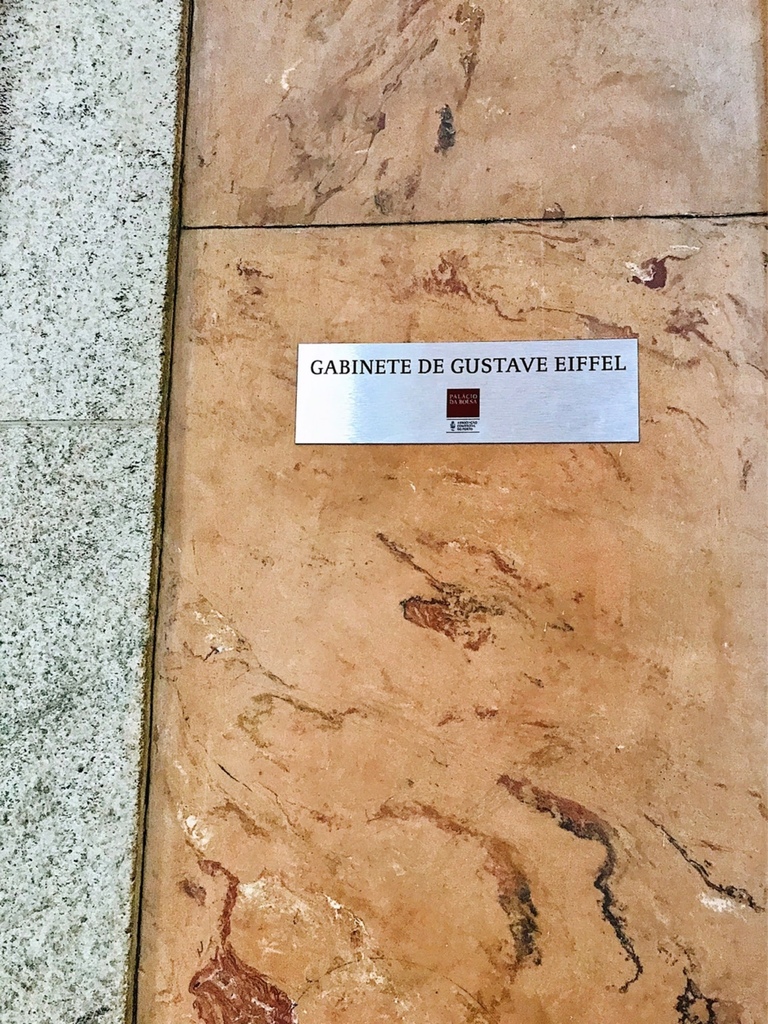 GABINETE DE GUSTAVE EIFFEL
PALÁCIO
DA BOLSA